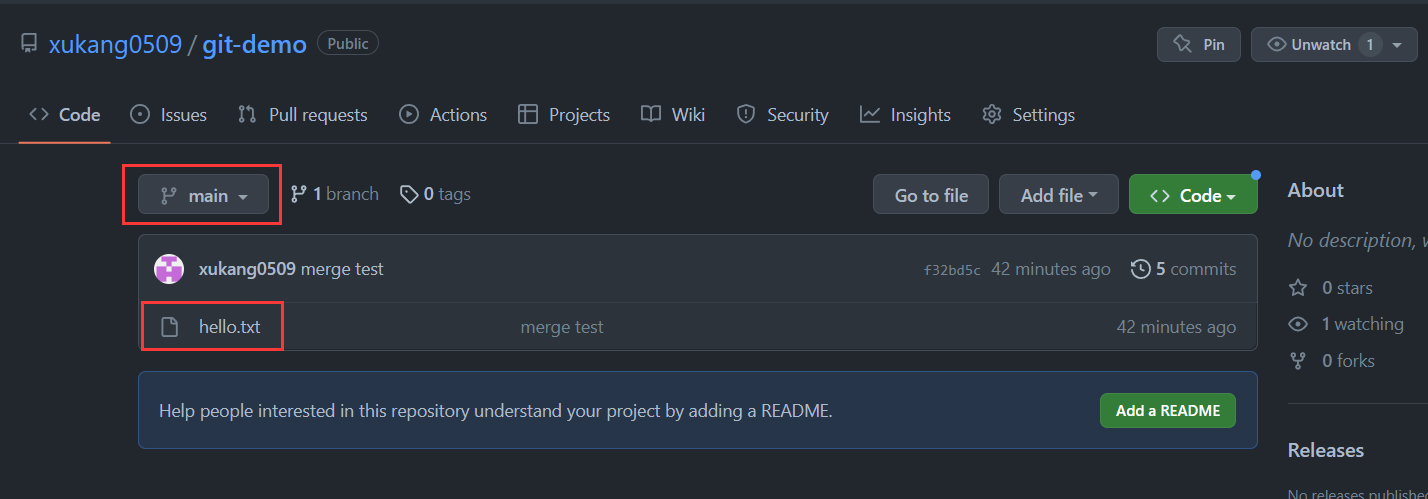 xukang0509 / git-demo Public Pin Unwatch 1
Code Issues Pull requests Actions Projects Wiki Security Insights Settings
main 1 branch 0 tags Go to file Add file Code
About
No description,
xukang0509 merge test f32bd5c 42 minutes ago 5 commits
0 stars
hello.txt merge test 42 minutes ago
1 watching
0 forks
Help people interested in this repository understand your project by adding a README. Add a README
Releases
No releases